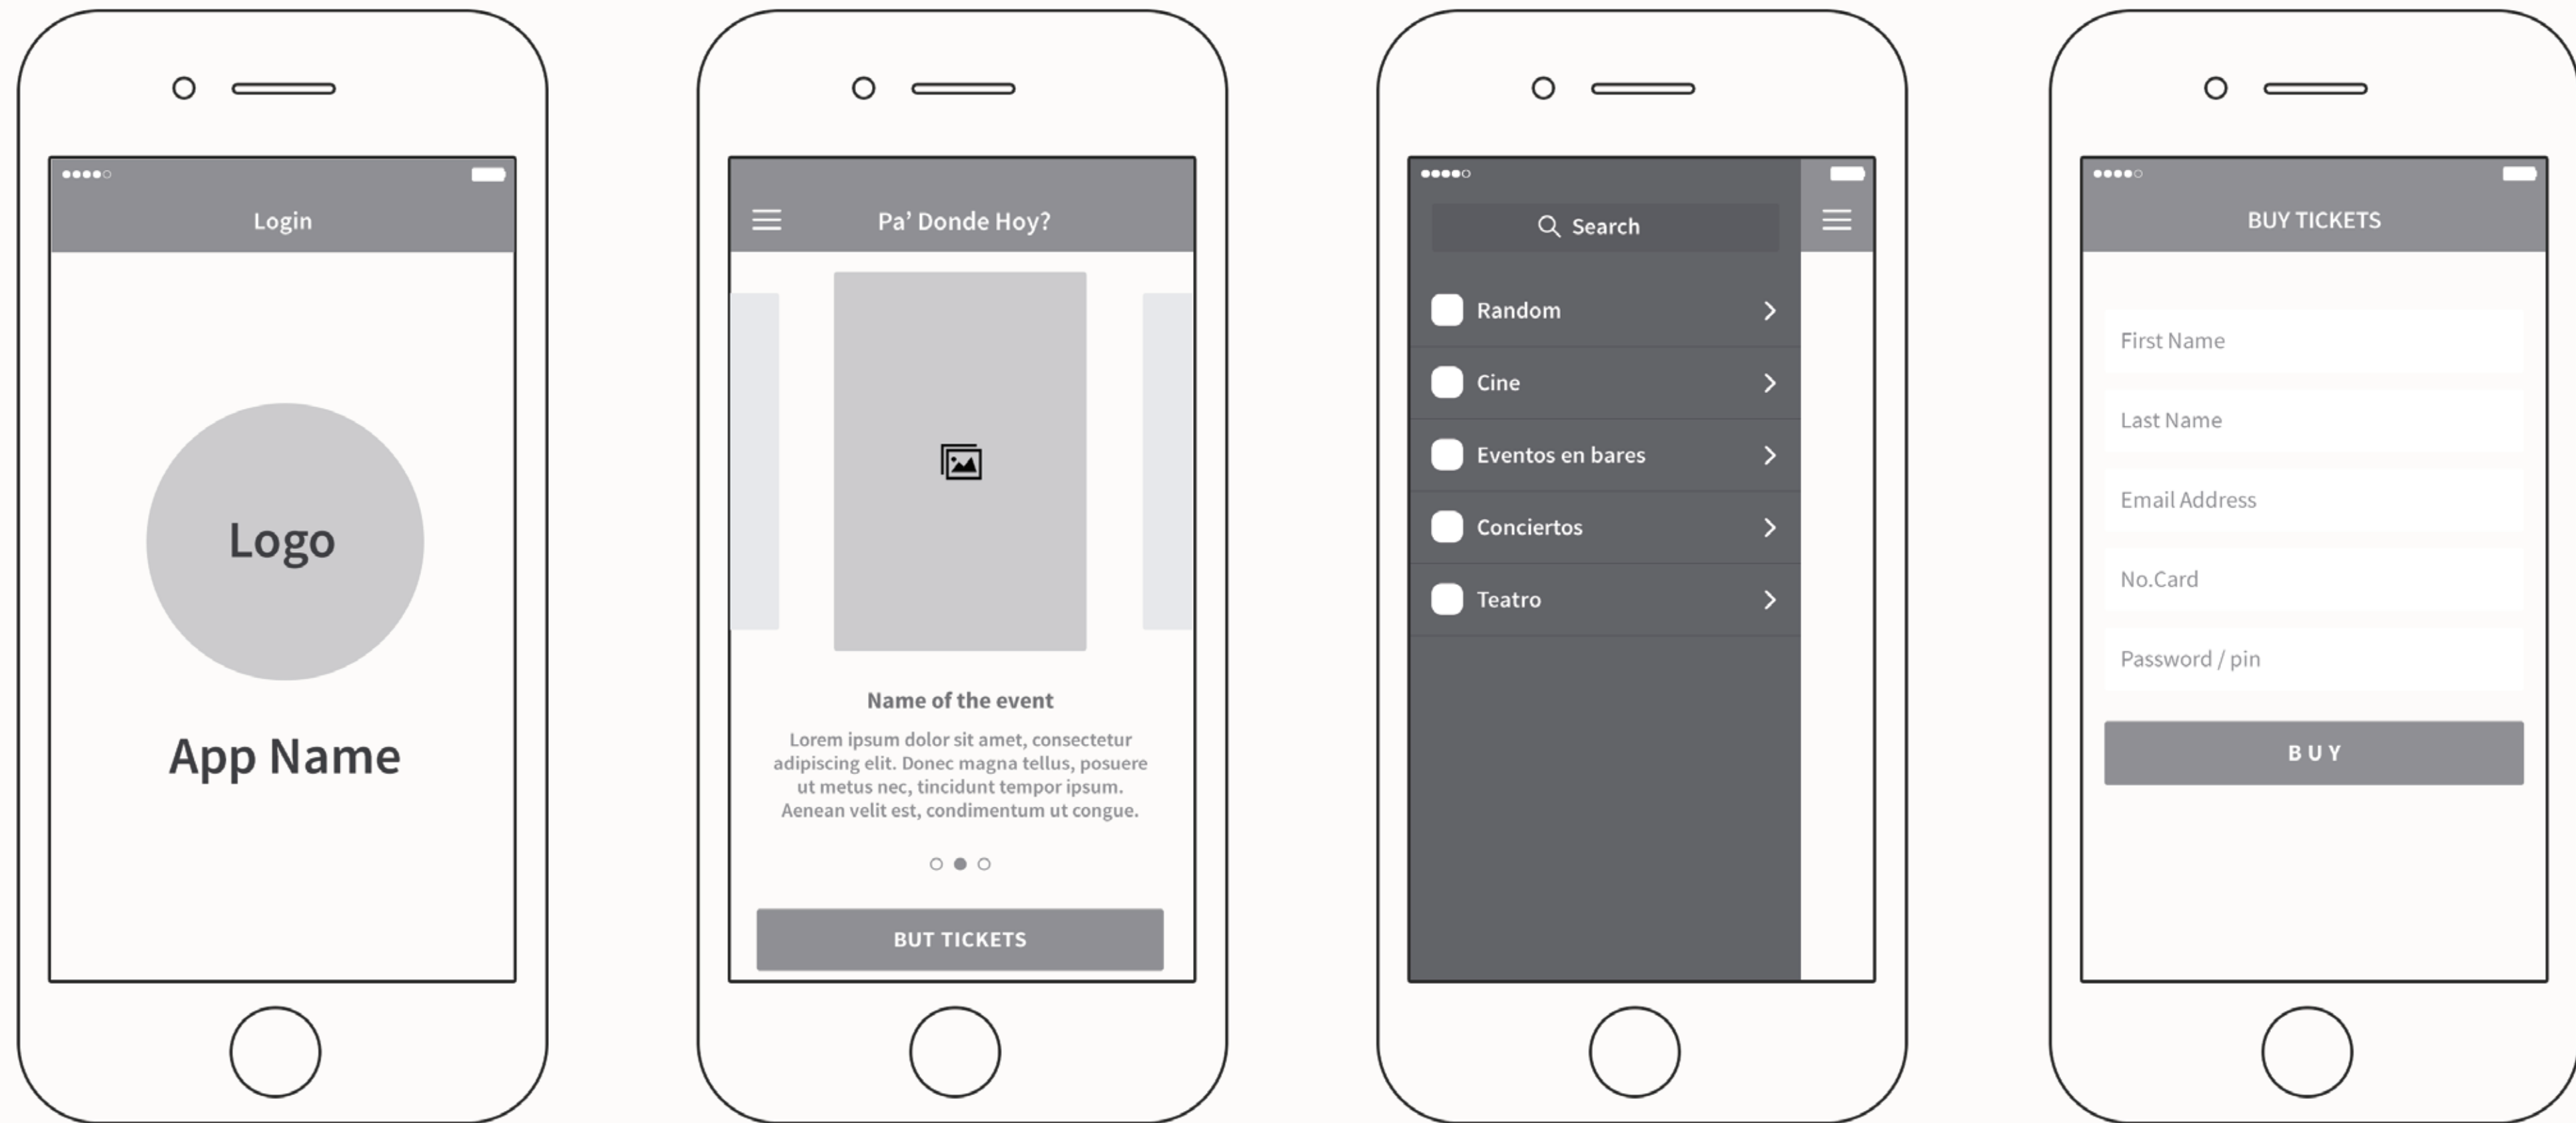 Login
Logo
App Name
Pa’ Donde Hoy?
Name of the event
Lorem ipsum dolor sit amet, consectetur
adipiscing elit. Donec magna tellus, posuere
ut metus nec, tincidunt tempor ipsum.
Aenean velit est, condimentum ut congue.
BUT TICKETS
Search
Random
Cine
Eventos en bares
Conciertos
Teatro
BUY TICKETS
First Name
Last Name
Email Address
No.Card
Password / pin
BUY